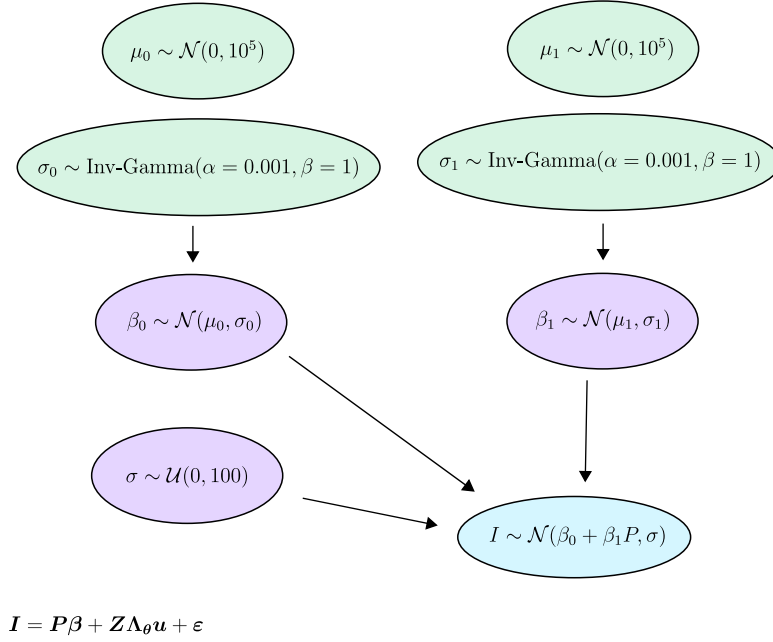 μ₀ ∼ 𝒩(0, 10⁵)
μ₁ ∼ 𝒩(0, 10⁵)
σ₀ ∼ Inv-Gamma(α = 0.001, β = 1)
σ₁ ∼ Inv-Gamma(α = 0.001, β = 1)
β₀ ∼ 𝒩(μ₀, σ₀)
β₁ ∼ 𝒩(μ₁, σ₁)
σ ∼ 𝒰(0, 100)
I ∼ 𝒩(β₀ + β₁P, σ)
I = Pβ + ZΛ_θu + ε